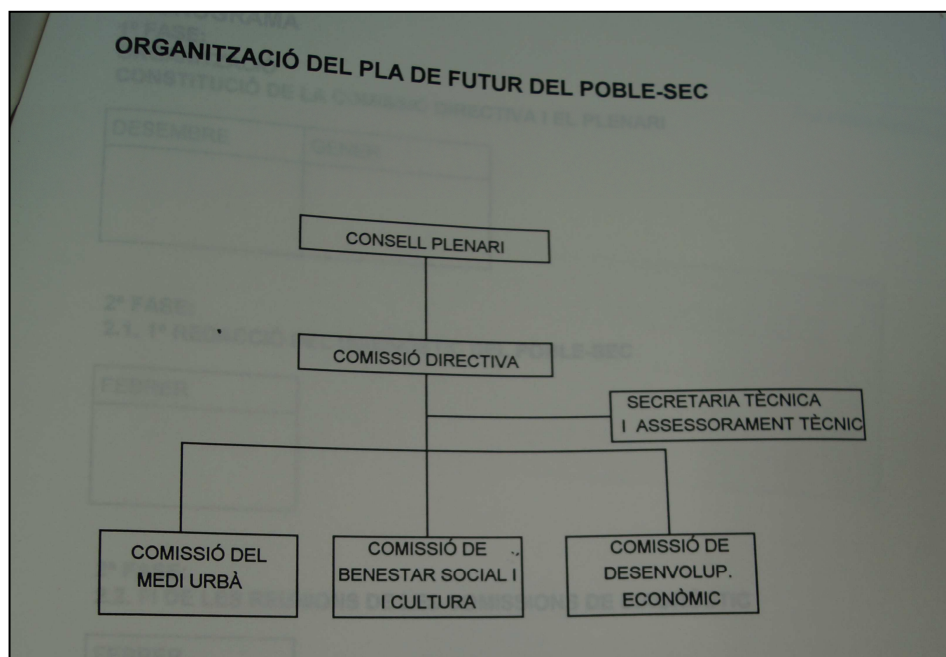 ORGANITZACIÓ DEL PLA DE FUTUR DEL POBLE-SEC
CONSELL PLENARI
COMISSIÓ DIRECTIVA
SECRETARIA TÈCNICA
I ASSESSORAMENT TÈCNIC
COMISSIÓ DEL
MEDI URBÀ
COMISSIÓ DE
BENESTAR SOCIAL I
I CULTURA
COMISSIÓ DE
DESENVOLUP.
ECONÒMIC